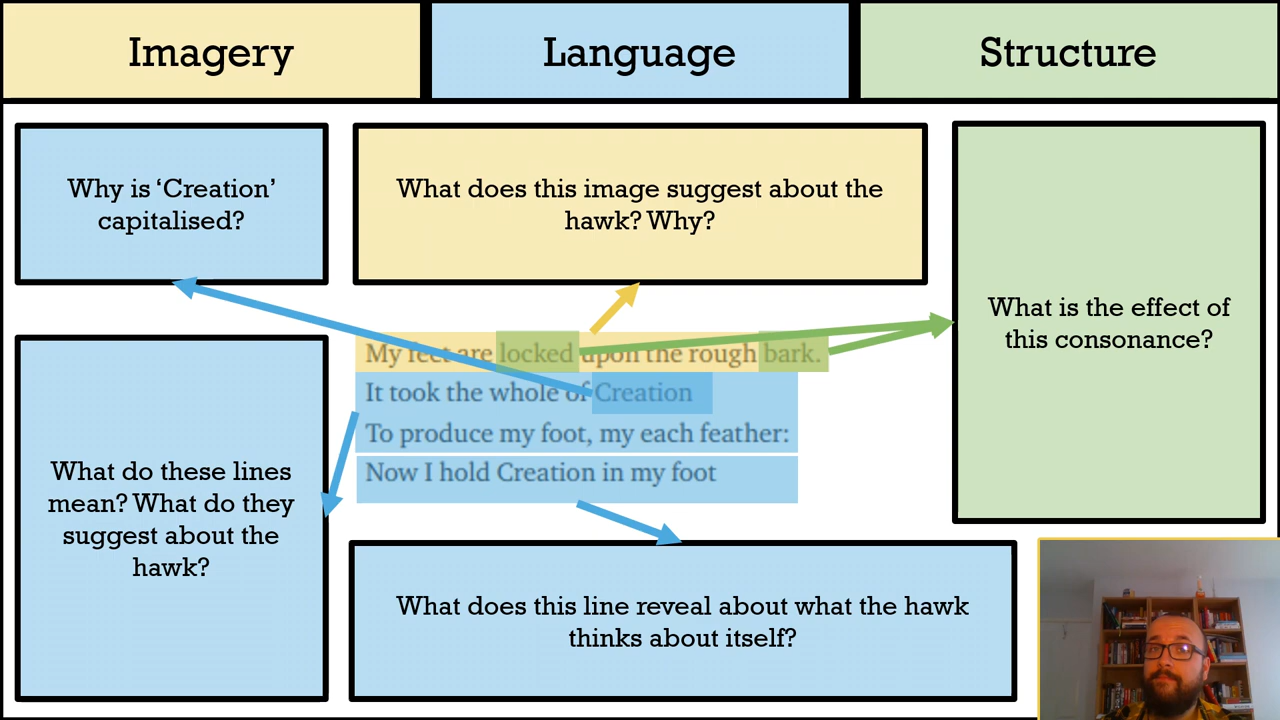 Imagery
Language
Structure
Why is ‘Creation’
capitalised?
What does this image suggest about the
hawk? Why?
What is the effect of
this consonance?
My feet are locked upon the rough bark.
It took the whole of Creation
To produce my foot, my each feather:
Now I hold Creation in my foot
What do these lines
mean? What do they
suggest about the
hawk?
What does this line reveal about what the hawk
thinks about itself?